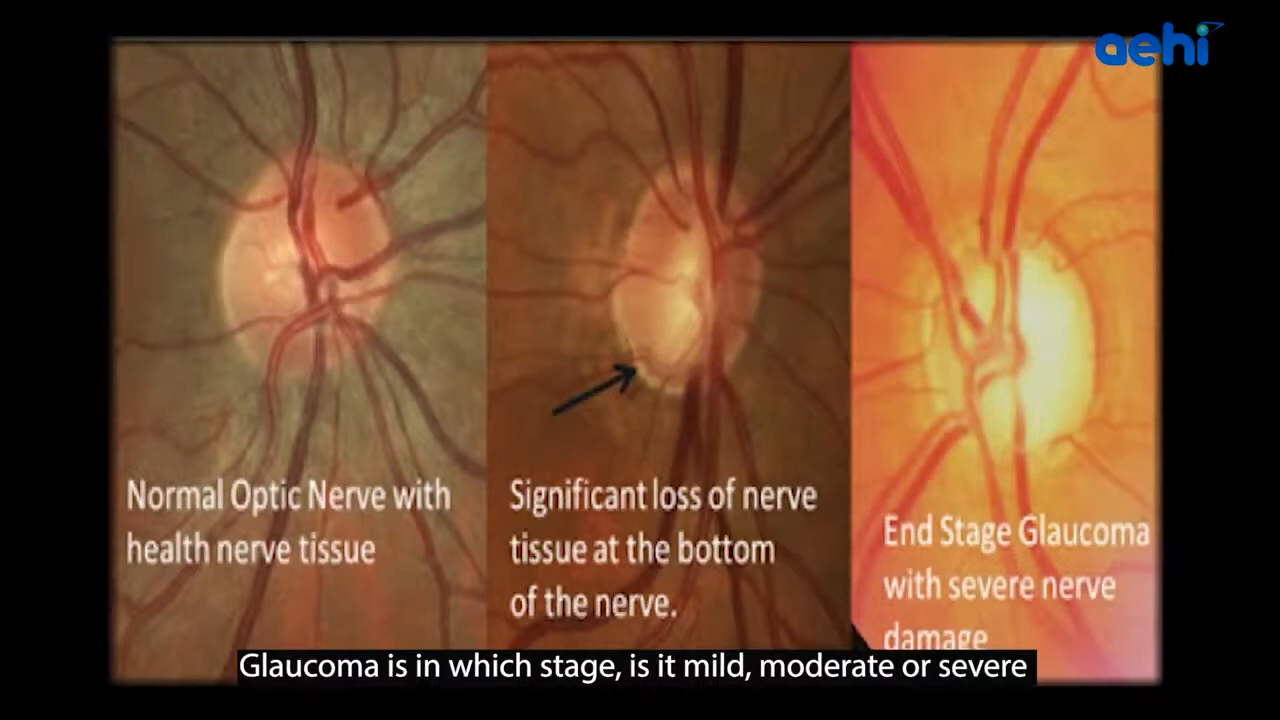 aehi
Normal Optic Nerve with
health nerve tissue
Significant loss of nerve
tissue at the bottom
of the nerve.
End Stage Glaucoma
with severe nerve
damage
Glaucoma is in which stage, is it mild, moderate or severe